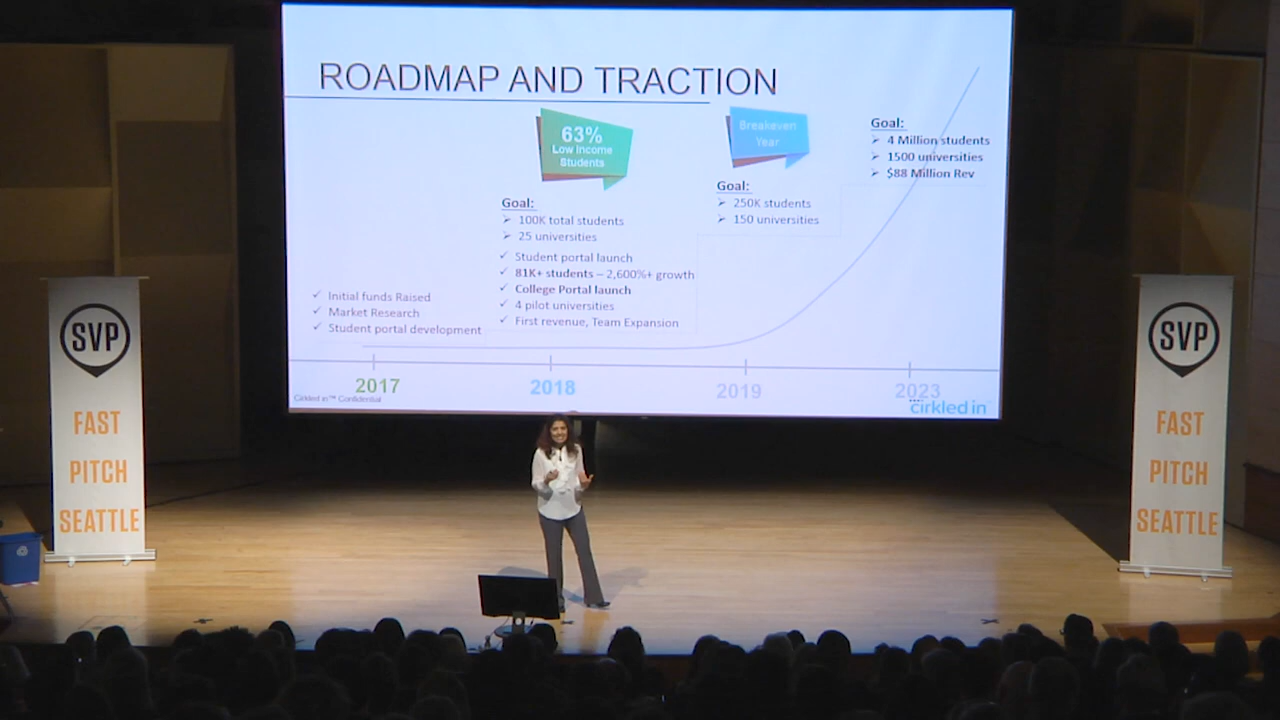 ROADMAP AND TRACTION
63%
Low Income
Students
Breakeven
Year
Goal:
➢ 4 Million students
➢ 1500 universities
➢ $88 Million Rev
Goal:
➢ 250K students
➢ 150 universities
Goal:
➢ 100K total students
➢ 25 universities
✓ Student portal launch
✓ 81K+ students – 2,600%+ growth
✓ College Portal launch
✓ 4 pilot universities
✓ First revenue, Team Expansion
✓ Initial funds Raised
✓ Market Research
✓ Student portal development
2017
2018
2019
2023
Cirkled in™ Confidential
cirkled in
SVP
FAST
PITCH
SEATTLE
SVP
FAST
PITCH
SEATTLE